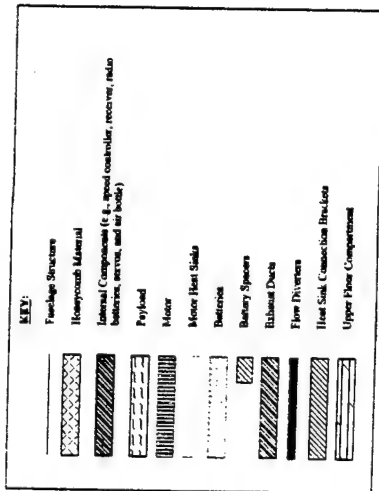 KEY:
Fuselage Structure
Honeycomb Material
Internal Components (e.g., speed controller, receiver, radio
batteries, servos, and air bottle)
Payload
Motor
Motor Heat Sinks
Batteries
Battery Spacers
Exhaust Ducts
Flow Diverters
Heat Sink Connection Brackets
Upper Floor Compartment